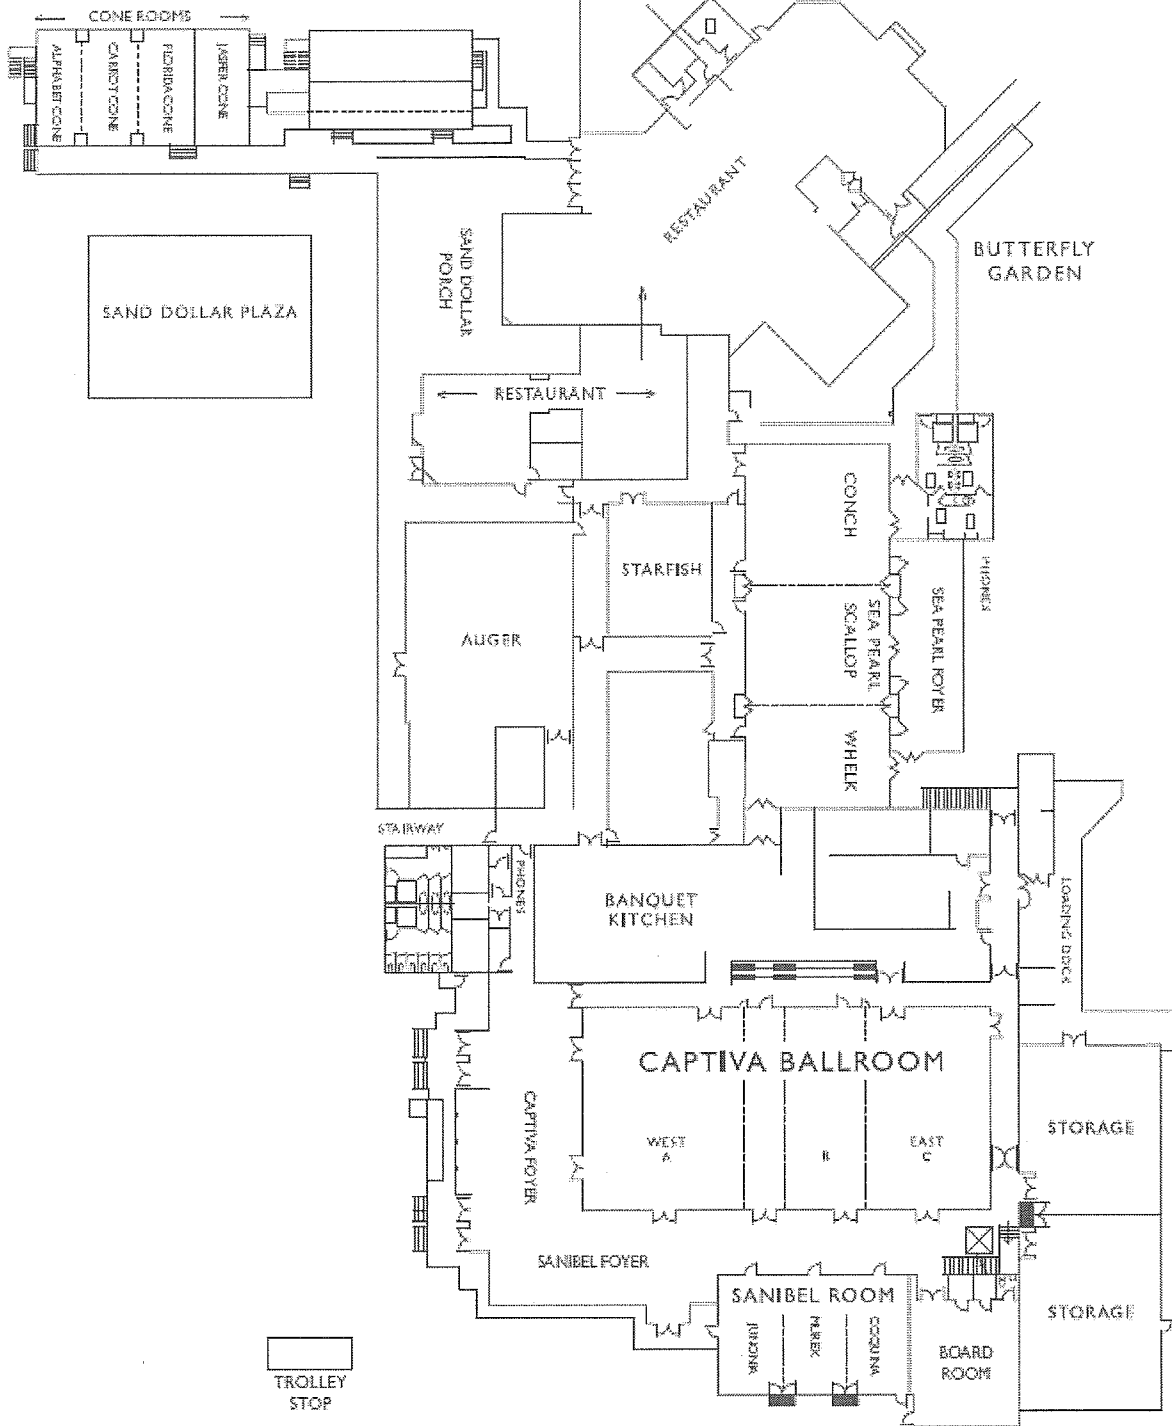 CONE ROOMS
ALPHABET CONE
CARROT CONE
FLORIDA CONE
JASPER CONE
RESTAURANT
BUTTERFLY
GARDEN
SAND DOLLAR
PORCH
SAND DOLLAR PLAZA
RESTAURANT
CONCH
STARFISH
PHONES
AUGER
SEA PEARL
SCALLOP
SEA PEARL FOYER
WHELK
STAIRWAY
PHONES
BANQUET
KITCHEN
LOADING DOCK
CAPTIVA BALLROOM
CAPTIVA FOYER
WEST
A
B
EAST
C
STORAGE
SANIBEL FOYER
SANIBEL ROOM
JUNONIA
MUREX
COQUINA
BOARD
ROOM
STORAGE
TROLLEY
STOP